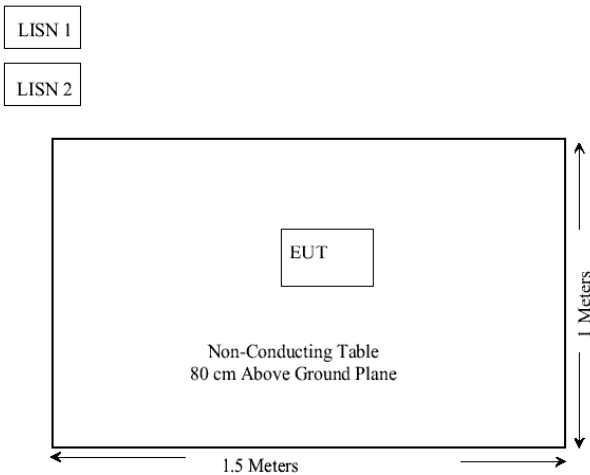 LISN 1
LISN 2
EUT
1 Meters
Non-Conducting Table
80 cm Above Ground Plane
1.5 Meters